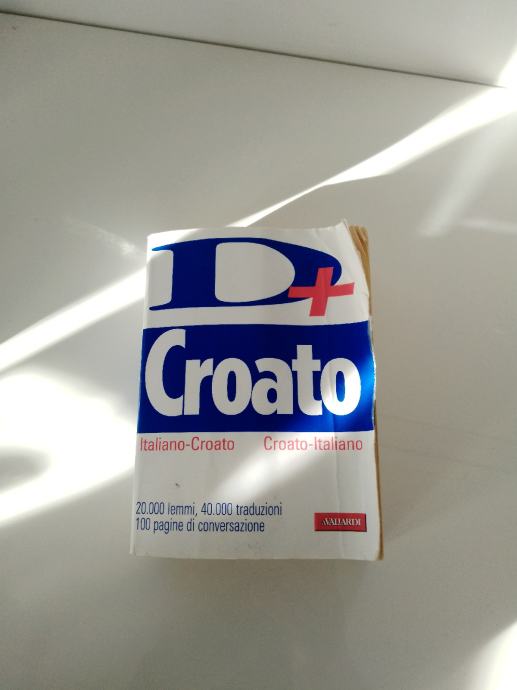 D+
Croato
Italiano-Croato Croato-Italiano
20.000 lemmi, 40.000 traduzioni
100 pagine di conversazione
A.VALLARDI